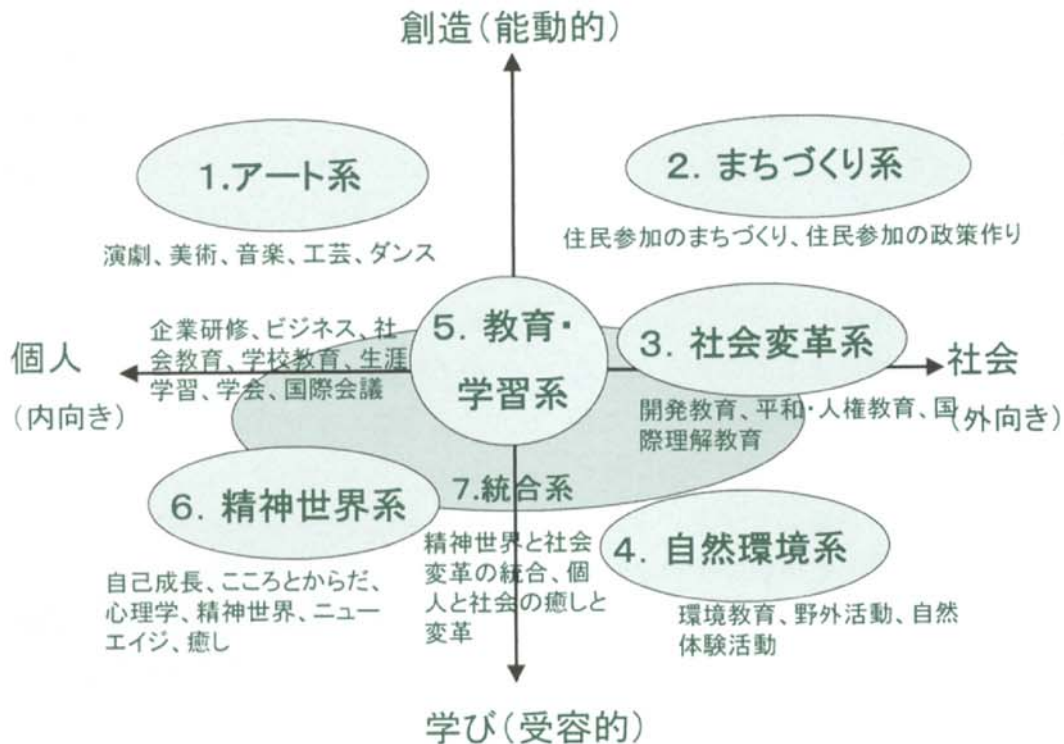 創造(能動的)
1.アート系
演劇、美術、音楽、工芸、ダンス
2. まちづくり系
住民参加のまちづくり、住民参加の政策作り
個人
(内向き)
企業研修、ビジネス、社
会教育、学校教育、生涯
学習、学会、国際会議
5. 教育・
学習系
3. 社会変革系
開発教育、平和・人権教育、国
際理解教育
社会
(外向き)
6. 精神世界系
自己成長、こころとからだ、
心理学、精神世界、ニュー
エイジ、癒し
7.統合系
精神世界と社会
変革の統合、個
人と社会の癒しと
変革
4. 自然環境系
環境教育、野外活動、自然
体験活動
学び(受容的)